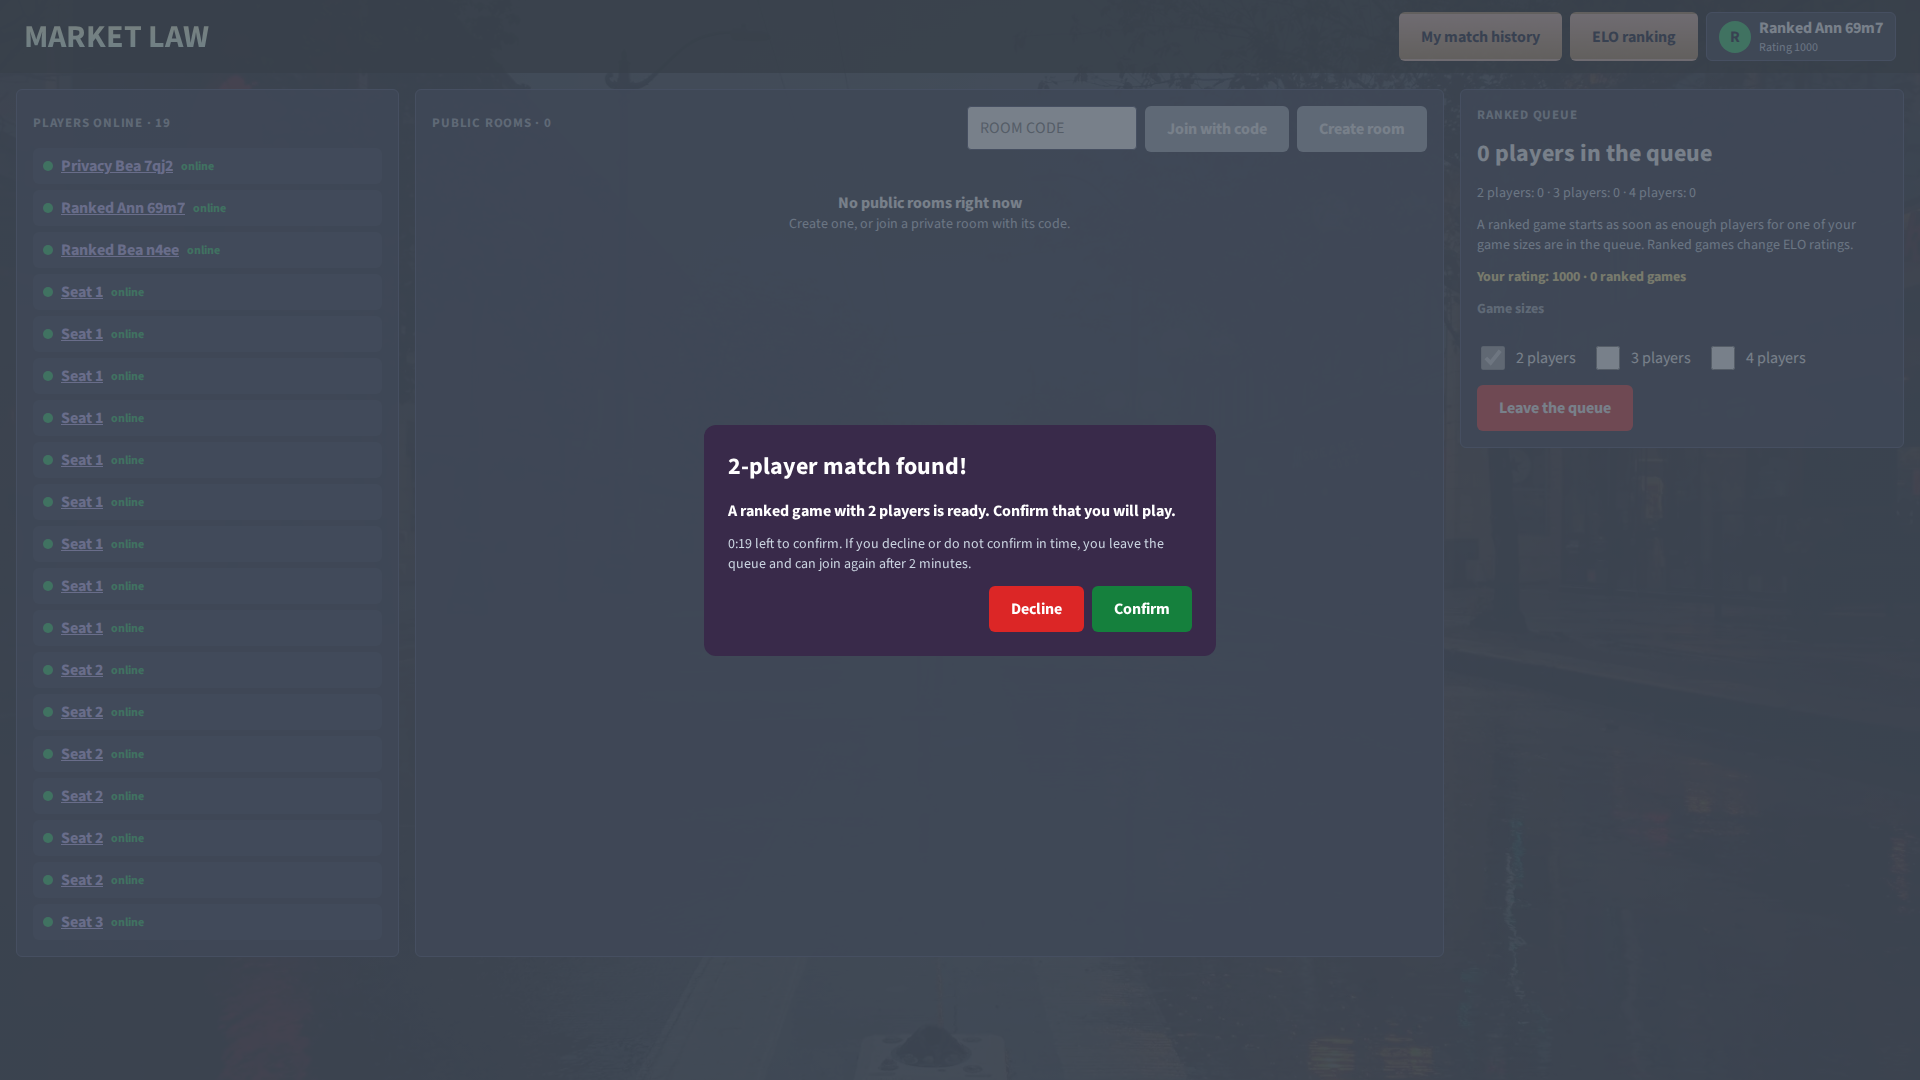 MARKET LAW
My match history
ELO ranking
R
Ranked Ann 69m7
Rating 1000
PLAYERS ONLINE · 19
Privacy Bea 7qj2 online
Ranked Ann 69m7 online
Ranked Bea n4ee online
Seat 1 online
Seat 1 online
Seat 1 online
Seat 1 online
Seat 1 online
Seat 1 online
Seat 1 online
Seat 1 online
Seat 1 online
Seat 2 online
Seat 2 online
Seat 2 online
Seat 2 online
Seat 2 online
Seat 2 online
Seat 3 online
PUBLIC ROOMS · 0
ROOM CODE
Join with code
Create room
No public rooms right now
Create one, or join a private room with its code.
2-player match found!
A ranked game with 2 players is ready. Confirm that you will play.
0:19 left to confirm. If you decline or do not confirm in time, you leave the
queue and can join again after 2 minutes.
Decline
Confirm
RANKED QUEUE
0 players in the queue
2 players: 0 · 3 players: 0 · 4 players: 0
A ranked game starts as soon as enough players for one of your
game sizes are in the queue. Ranked games change ELO ratings.
Your rating: 1000 · 0 ranked games
Game sizes
2 players
3 players
4 players
Leave the queue